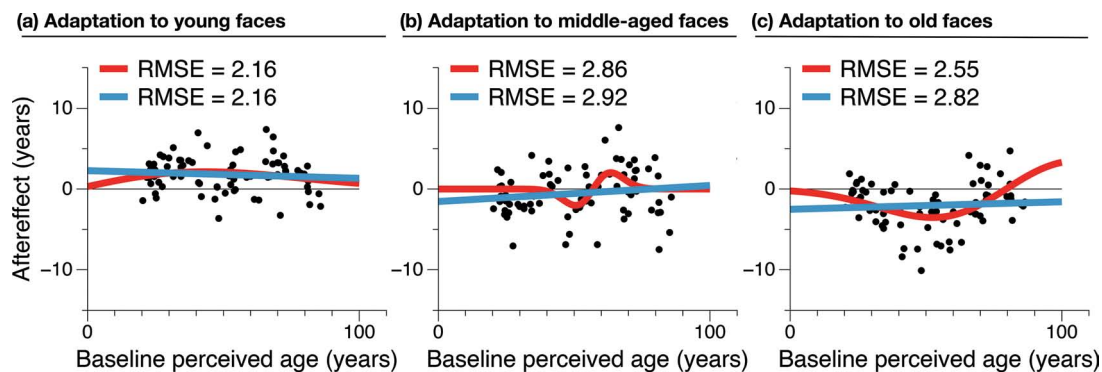 (a) Adaptation to young faces
RMSE = 2.16
RMSE = 2.16
10
0
−10
Aftereffect (years)
0
100
Baseline perceived age (years)
(b) Adaptation to middle-aged faces
RMSE = 2.86
RMSE = 2.92
10
0
−10
0
100
Baseline perceived age (years)
(c) Adaptation to old faces
RMSE = 2.55
RMSE = 2.82
10
0
−10
0
100
Baseline perceived age (years)